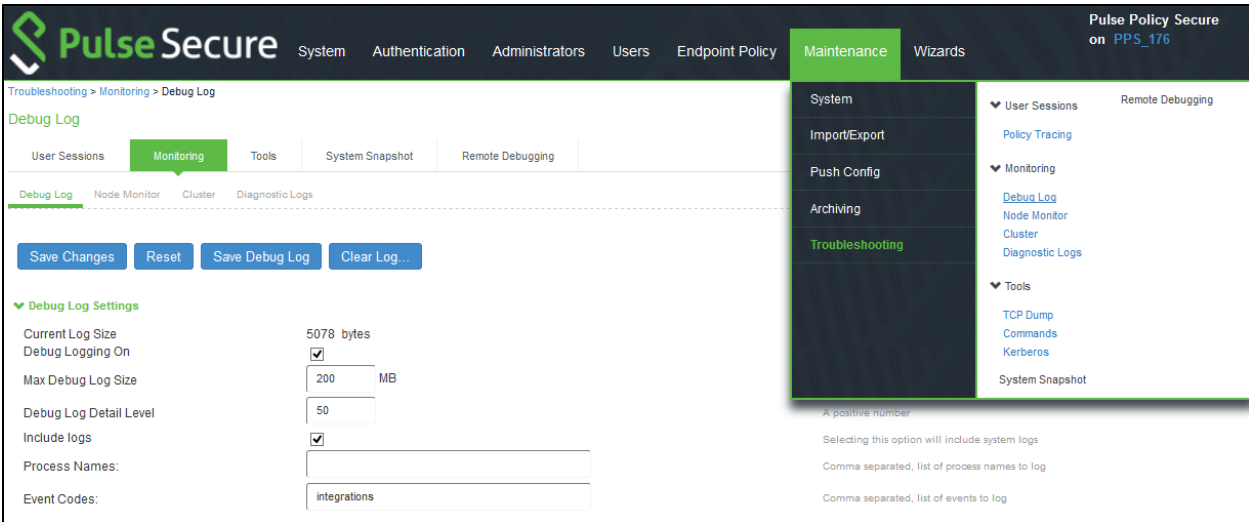 Pulse Secure System Authentication Administrators Users Endpoint Policy Maintenance Wizards
Pulse Policy Secure
on PPS_176
Troubleshooting > Monitoring > Debug Log
Debug Log
User Sessions Monitoring Tools System Snapshot Remote Debugging
Debug Log Node Monitor Cluster Diagnostic Logs
Save Changes Reset Save Debug Log Clear Log...
Debug Log Settings
Current Log Size 5078 bytes
Debug Logging On
Max Debug Log Size 200 MB
Debug Log Detail Level 50 A positive number
Include logs Selecting this option will include system logs
Process Names: Comma separated, list of process names to log
Event Codes: integrations Comma separated, list of events to log
System
Import/Export
Push Config
Archiving
Troubleshooting
User Sessions
Policy Tracing
Monitoring
Debug Log
Node Monitor
Cluster
Diagnostic Logs
Tools
TCP Dump
Commands
Kerberos
System Snapshot
Remote Debugging